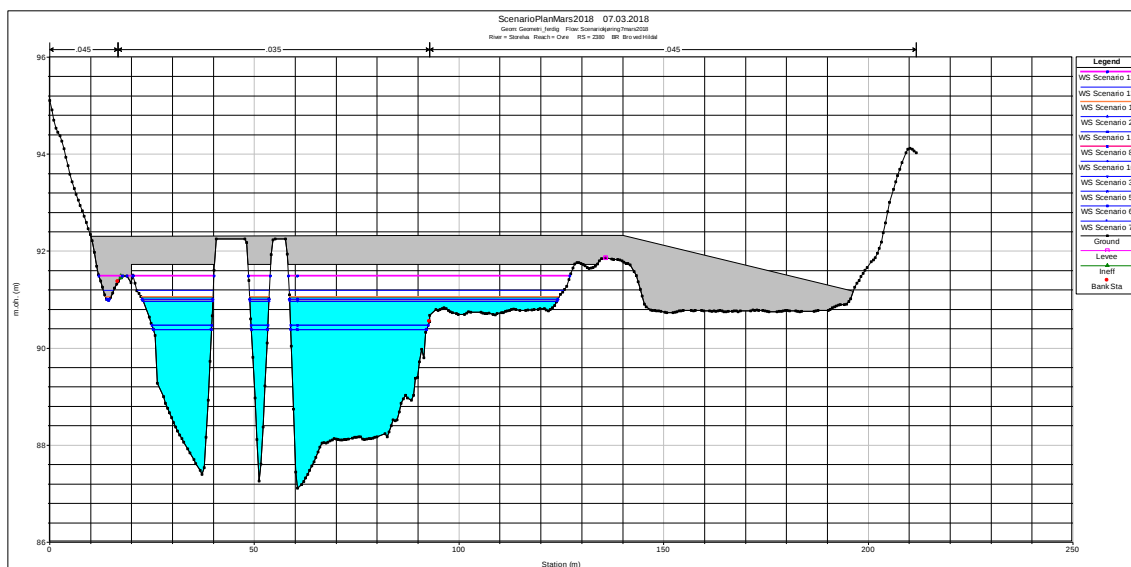 ScenarioPlanMars2018 07.03.2018
Geom: Geometri_ferdig Flow: Scenariokjøring7mars2018
River = Storelva Reach = Ovre RS = 2380 BR Bro ved Hildal
.045
.035
.045
96
94
92
90
88
86
m.o.h. (m)
0
50
100
150
200
250
Station (m)
Legend
WS Scenario 1
WS Scenario 1
WS Scenario 1
WS Scenario 2
WS Scenario 1
WS Scenario 8
WS Scenario 10
WS Scenario 3
WS Scenario 5
WS Scenario 6
WS Scenario 7
Ground
Levee
Ineff
Bank Sta